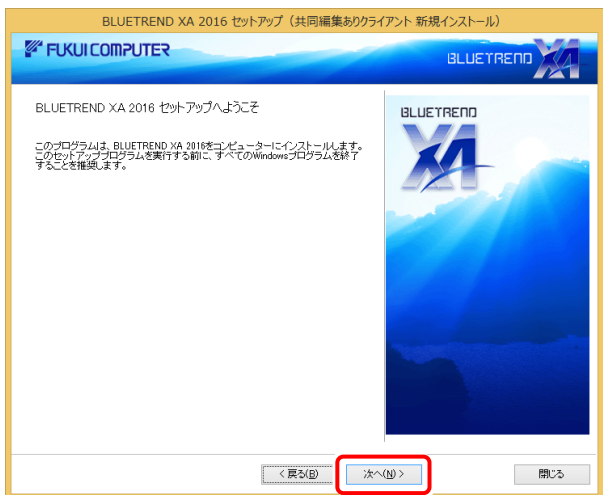 BLUETREND XA 2016 セットアップ（共同編集ありクライアント 新規インストール）
FUKUI COMPUTER
BLUETREND XA
BLUETREND XA 2016 セットアップへようこそ
このプログラムは、BLUETREND XA 2016をコンピューターにインストールします。
このセットアッププログラムを実行する前に、すべてのWindowsプログラムを終了
することを推奨します。
BLUETREND
XA
< 戻る(B)
次へ(N) >
閉じる